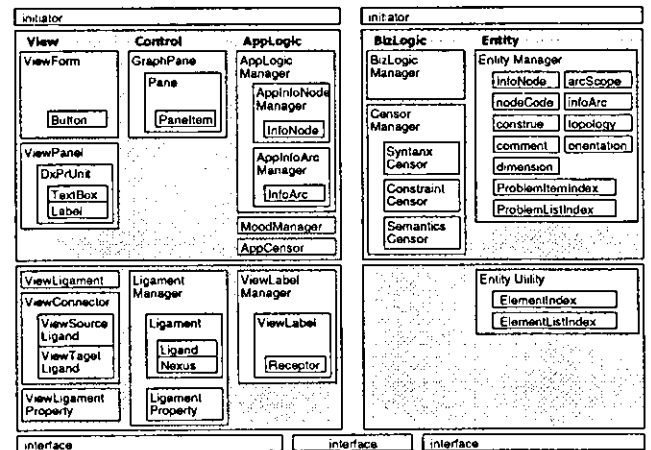 initiator
View
Control
AppLogic
ViewForm
Button
ViewPanel
DxPrUnit
TextBox
Label
GraphPane
Pane
PaneItem
AppLogic
Manager
AppInfoNode
Manager
InfoNode
AppInfoArc
Manager
InfoArc
MoodManager
AppCensor
ViewLigament
ViewConnector
ViewSource
Ligand
ViewTaget
Ligand
ViewLigament
Property
Ligament
Manager
Ligament
Ligand
Nexus
Ligement
Property
ViewLabel
Manager
ViewLabel
Receptor
interface
interface
initiator
BizLogic
Entity
BizLogic
Manager
Censor
Manager
Syntanx
Censor
Constraint
Censor
Semantics
Censor
Entity Manager
infoNode
arcScope
nodeCode
infoArc
construe
topology
comment
orientation
dimension
ProblemItemIndex
ProblemListIndex
Entity Utility
ElementIndex
ElementListIndex
interface